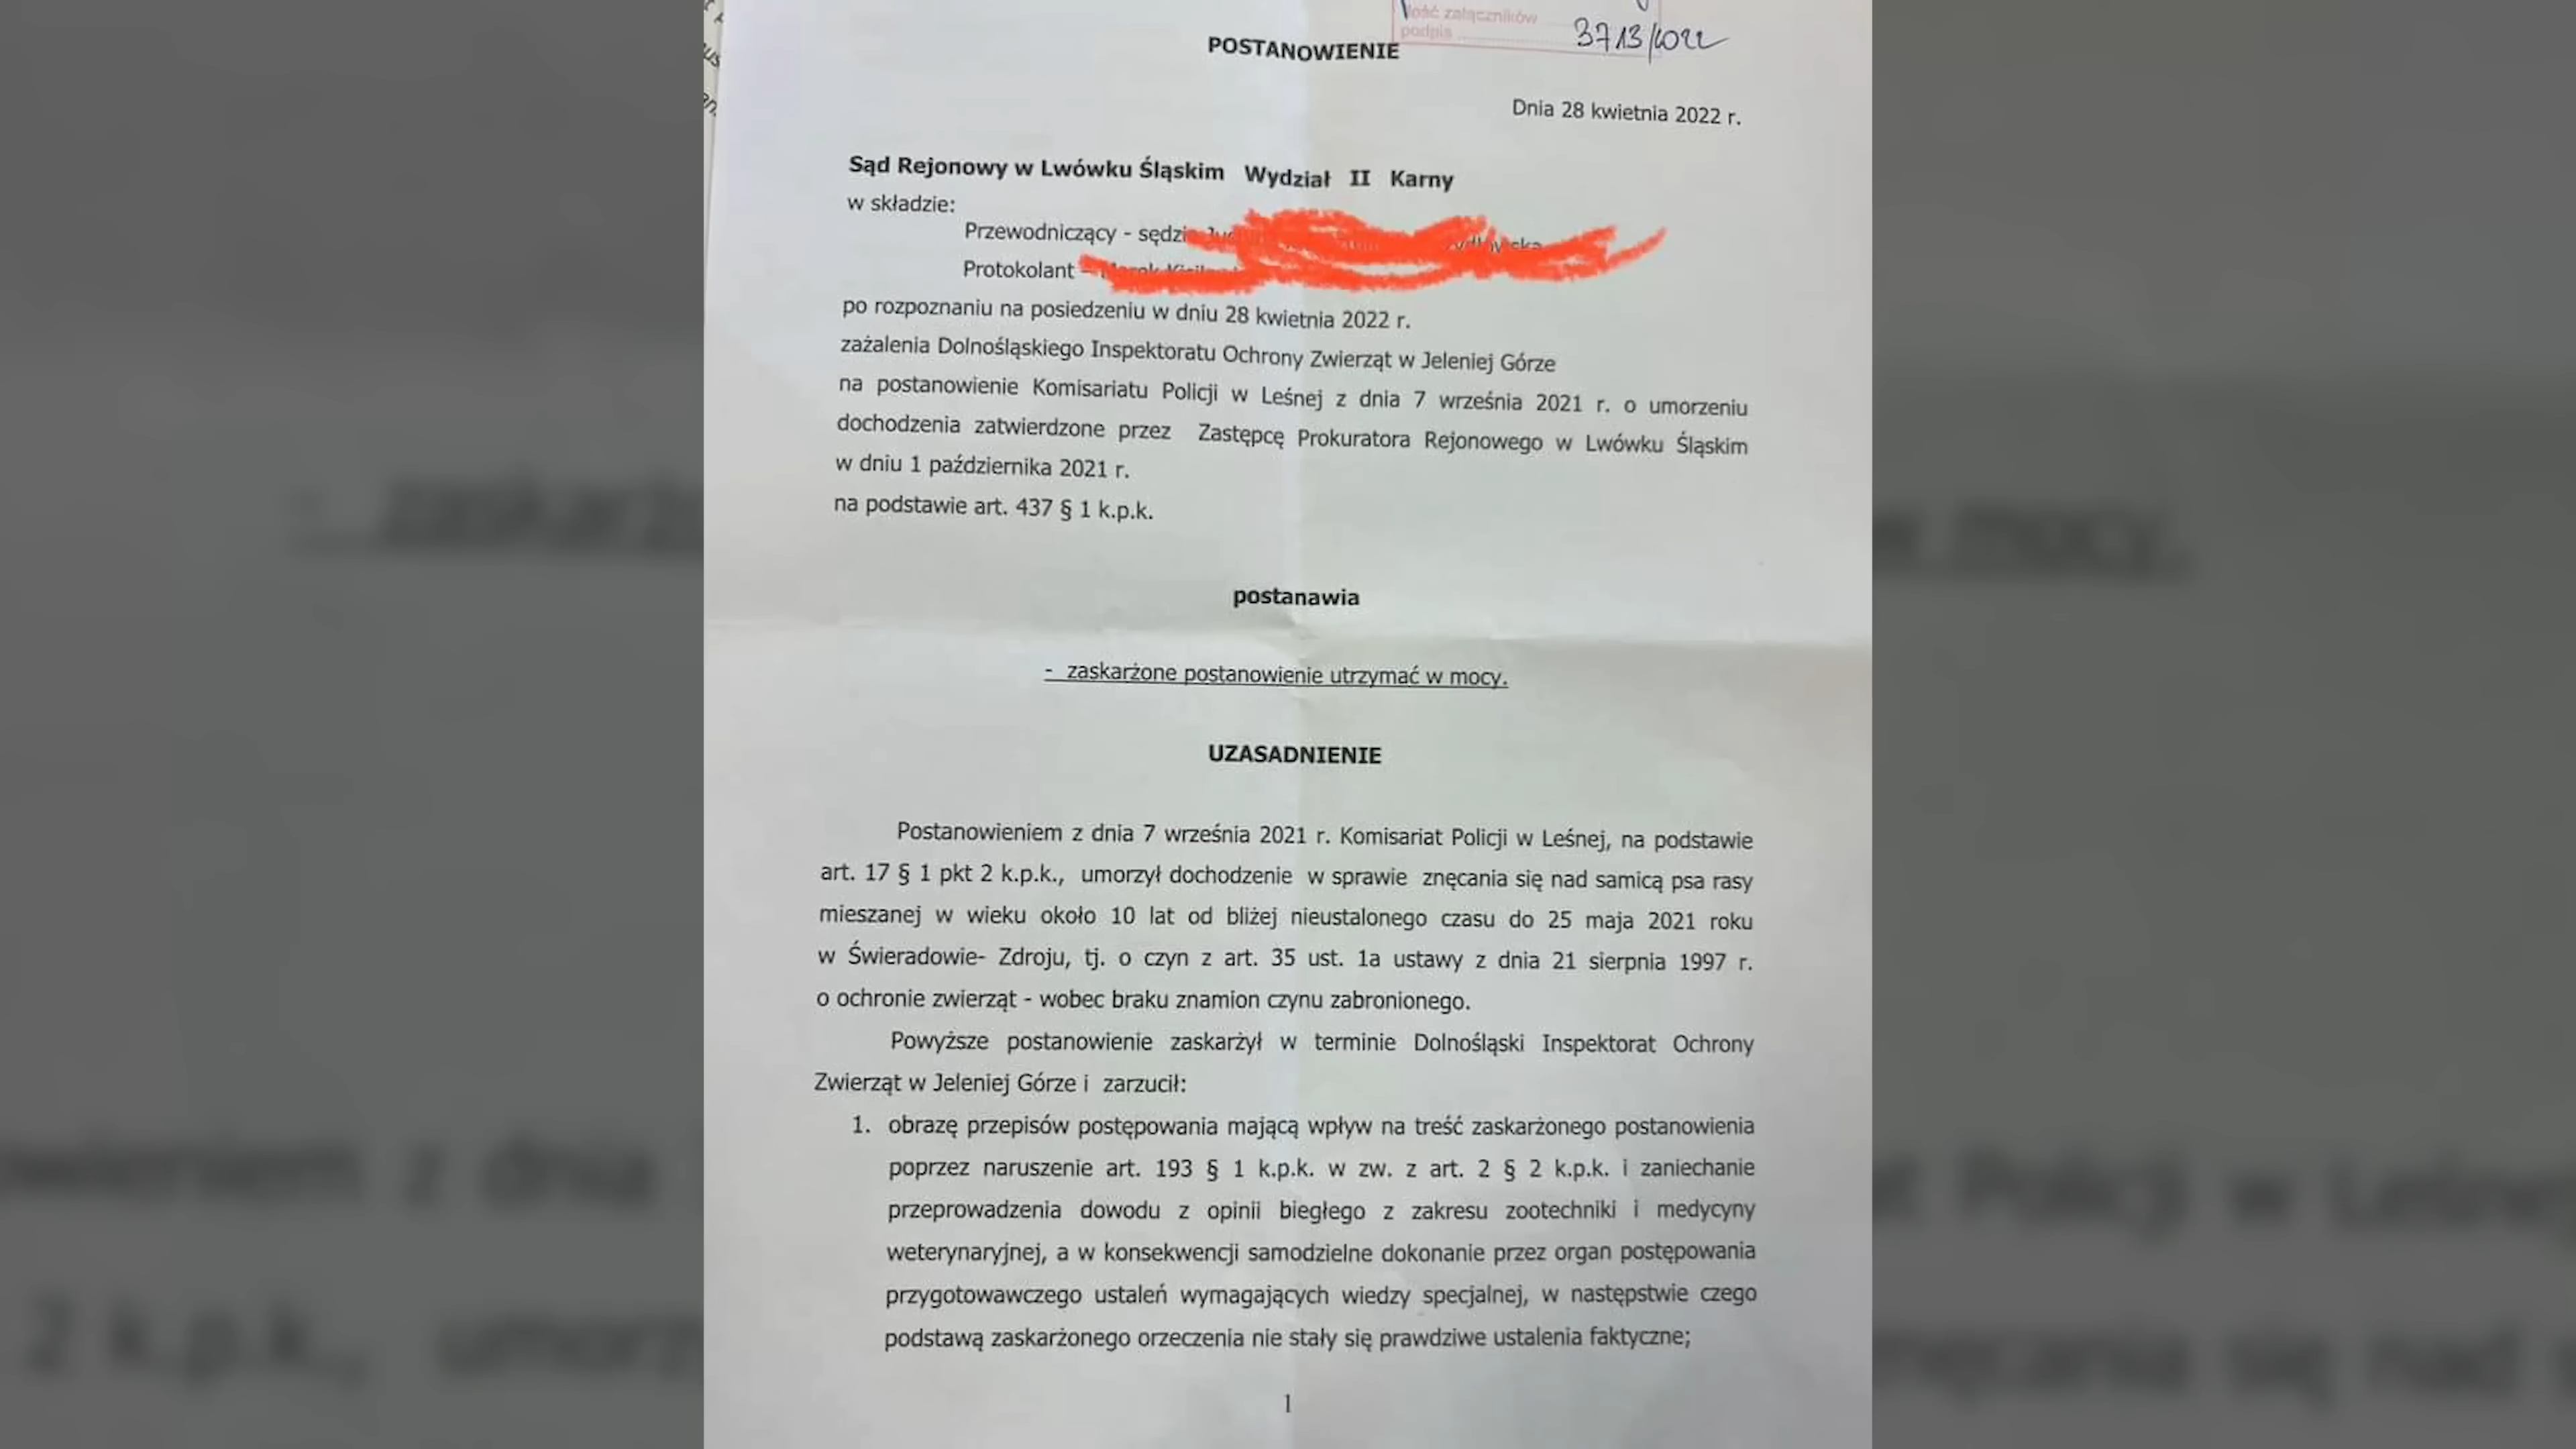 ilość załączników
podpis
3713/2022
POSTANOWIENIE
Dnia 28 kwietnia 2022 r.
Sąd Rejonowy w Lwówku Śląskim Wydział II Karny
w składzie:
Przewodniczący - sędzia
Protokolant -
po rozpoznaniu na posiedzeniu w dniu 28 kwietnia 2022 r.
zażalenia Dolnośląskiego Inspektoratu Ochrony Zwierząt w Jeleniej Górze
na postanowienie Komisariatu Policji w Leśnej z dnia 7 września 2021 r. o umorzeniu
dochodzenia zatwierdzone przez Zastępcę Prokuratora Rejonowego w Lwówku Śląskim
w dniu 1 października 2021 r.
na podstawie art. 437 § 1 k.p.k.
postanawia
- zaskarżone postanowienie utrzymać w mocy.
UZASADNIENIE
Postanowieniem z dnia 7 września 2021 r. Komisariat Policji w Leśnej, na podstawie
art. 17 § 1 pkt 2 k.p.k., umorzył dochodzenie w sprawie znęcania się nad samicą psa rasy
mieszanej w wieku około 10 lat od bliżej nieustalonego czasu do 25 maja 2021 roku
w Świeradowie- Zdroju, tj. o czyn z art. 35 ust. 1a ustawy z dnia 21 sierpnia 1997 r.
o ochronie zwierząt - wobec braku znamion czynu zabronionego.
Powyższe postanowienie zaskarżył w terminie Dolnośląski Inspektorat Ochrony
Zwierząt w Jeleniej Górze i zarzucił:
1. obrazę przepisów postępowania mającą wpływ na treść zaskarżonego postanowienia
poprzez naruszenie art. 193 § 1 k.p.k. w zw. z art. 2 § 2 k.p.k. i zaniechanie
przeprowadzenia dowodu z opinii biegłego z zakresu zootechniki i medycyny
weterynaryjnej, a w konsekwencji samodzielne dokonanie przez organ postępowania
przygotowawczego ustaleń wymagających wiedzy specjalnej, w następstwie czego
podstawą zaskarżonego orzeczenia nie stały się prawdziwe ustalenia faktyczne;
1